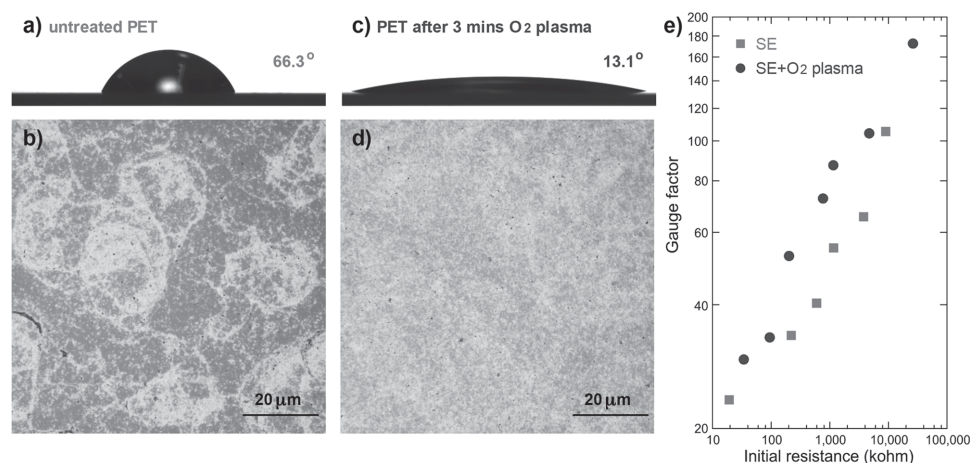 a) untreated PET
66.3°
b)
20 μm
c) PET after 3 mins O2 plasma
13.1°
d)
20 μm
e)
SE
SE+O2 plasma
Gauge factor
200
180
160
140
120
100
80
60
40
20
10 100 1,000 10,000 100,000
Initial resistance (kohm)